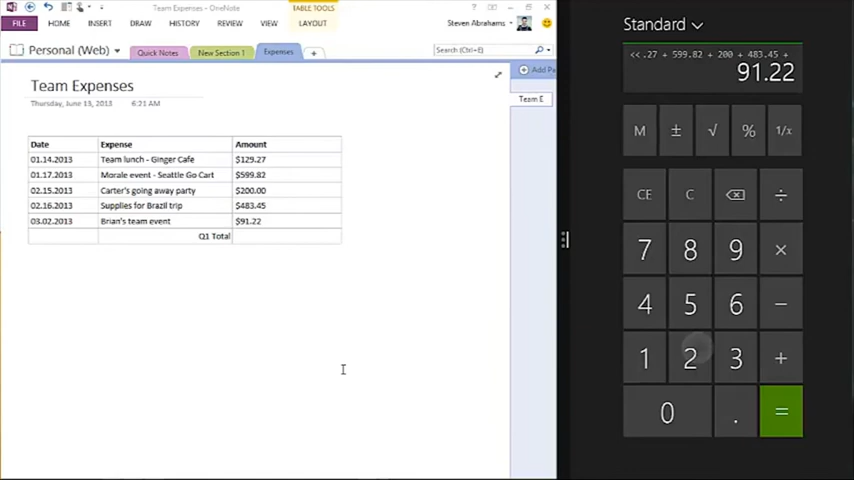 Team Expenses - OneNote
TABLE TOOLS
FILE HOME INSERT DRAW HISTORY REVIEW VIEW LAYOUT
Steven Abrahams
Personal (Web) Quick Notes New Section 1 Expenses +
Search (Ctrl+E)
Add Pa
Team E
Team Expenses
Thursday, June 13, 2013 6:21 AM
Date Expense Amount
01.14.2013 Team lunch - Ginger Cafe $129.27
01.17.2013 Morale event - Seattle Go Cart $599.82
02.15.2013 Carter's going away party $200.00
02.16.2013 Supplies for Brazil trip $483.45
03.02.2013 Brian's team event $91.22
Q1 Total
Standard
<<.27 + 599.82 + 200 + 483.45 +
91.22
M ± √ % 1/x
CE C ÷
7 8 9 ×
4 5 6 −
1 2 3 +
0 . =